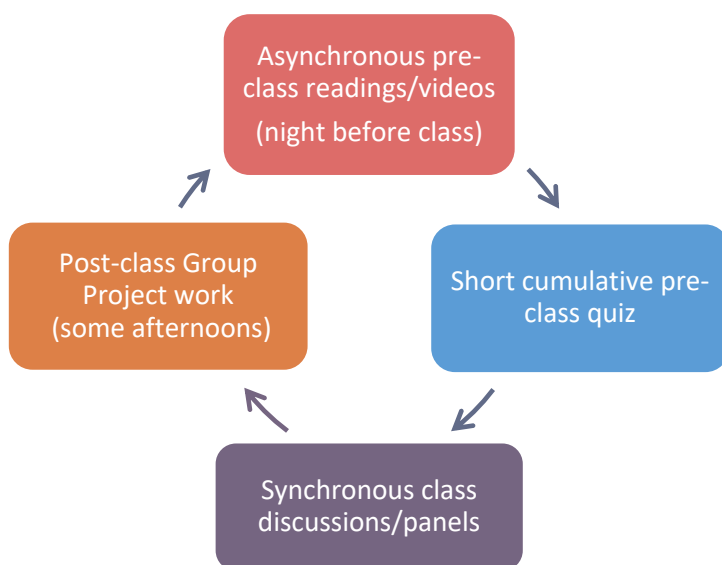 Asynchronous pre-
class readings/videos
(night before class)
Short cumulative pre-
class quiz
Synchronous class
discussions/panels
Post-class Group
Project work
(some afternoons)